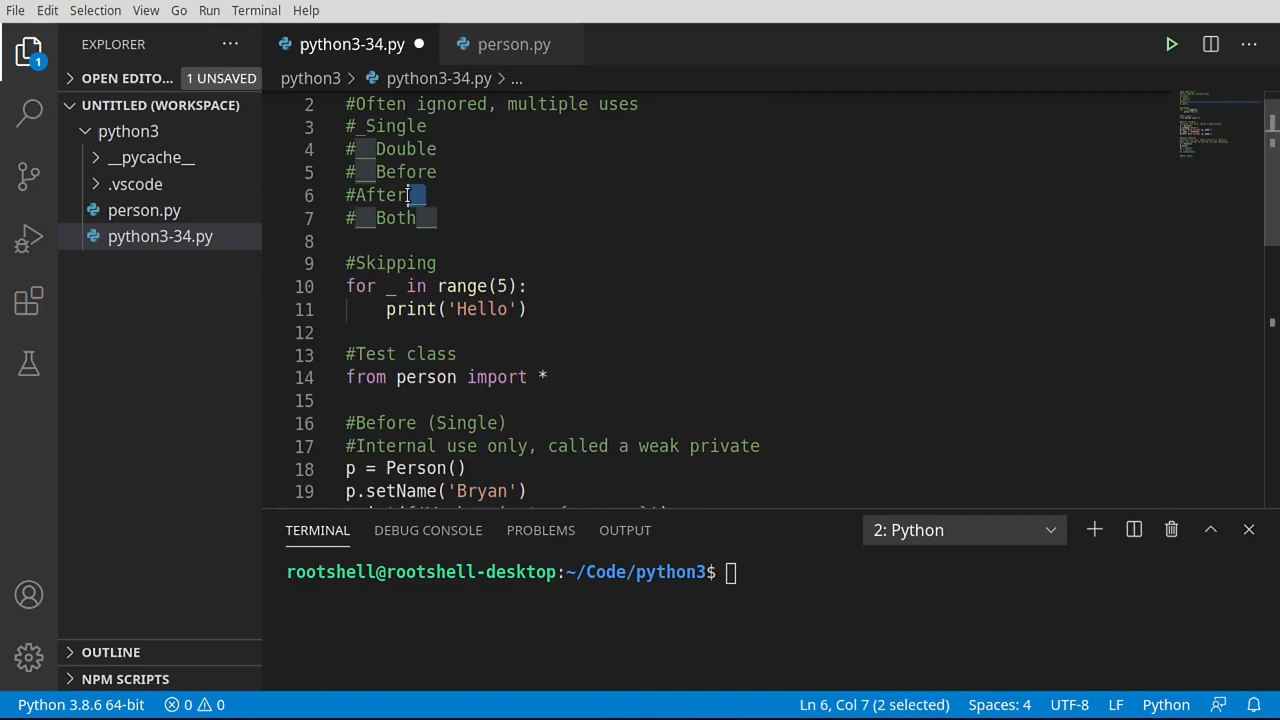 File Edit Selection View Go Run Terminal Help
EXPLORER
python3-34.py
person.py
OPEN EDITO... 1 UNSAVED
python3 > python3-34.py > ...
UNTITLED (WORKSPACE)
python3
__pycache__
.vscode
person.py
python3-34.py
2 #Often ignored, multiple uses
3 #_Single
4 #__Double
5 #__Before
6 #After__
7 #__Both__
8
9 #Skipping
10 for _ in range(5):
11 print('Hello')
12
13 #Test class
14 from person import *
15
16 #Before (Single)
17 #Internal use only, called a weak private
18 p = Person()
19 p.setName('Bryan')
TERMINAL DEBUG CONSOLE PROBLEMS OUTPUT 2: Python
rootshell@rootshell-desktop:~/Code/python3$
OUTLINE
NPM SCRIPTS
1
Python 3.8.6 64-bit 0 0 Ln 6, Col 7 (2 selected) Spaces: 4 UTF-8 LF Python